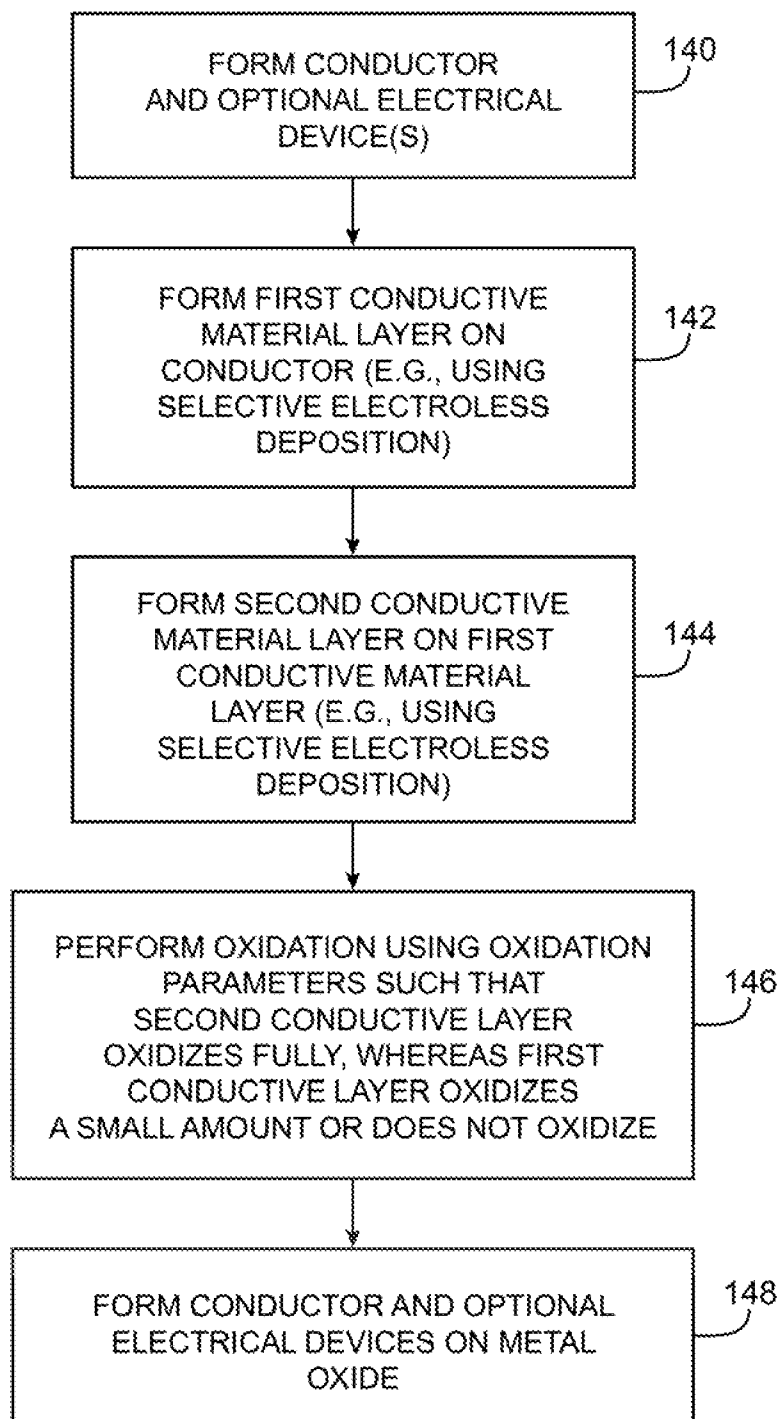 FORM CONDUCTOR
AND OPTIONAL ELECTRICAL
DEVICE(S)
140
FORM FIRST CONDUCTIVE
MATERIAL LAYER ON
CONDUCTOR (E.G., USING
SELECTIVE ELECTROLESS
DEPOSITION)
142
FORM SECOND CONDUCTIVE
MATERIAL LAYER ON FIRST
CONDUCTIVE MATERIAL
LAYER (E.G., USING
SELECTIVE ELECTROLESS
DEPOSITION)
144
PERFORM OXIDATION USING OXIDATION
PARAMETERS SUCH THAT
SECOND CONDUCTIVE LAYER
OXIDIZES FULLY, WHEREAS FIRST
CONDUCTIVE LAYER OXIDIZES
A SMALL AMOUNT OR DOES NOT OXIDIZE
146
FORM CONDUCTOR AND OPTIONAL
ELECTRICAL DEVICES ON METAL
OXIDE
148